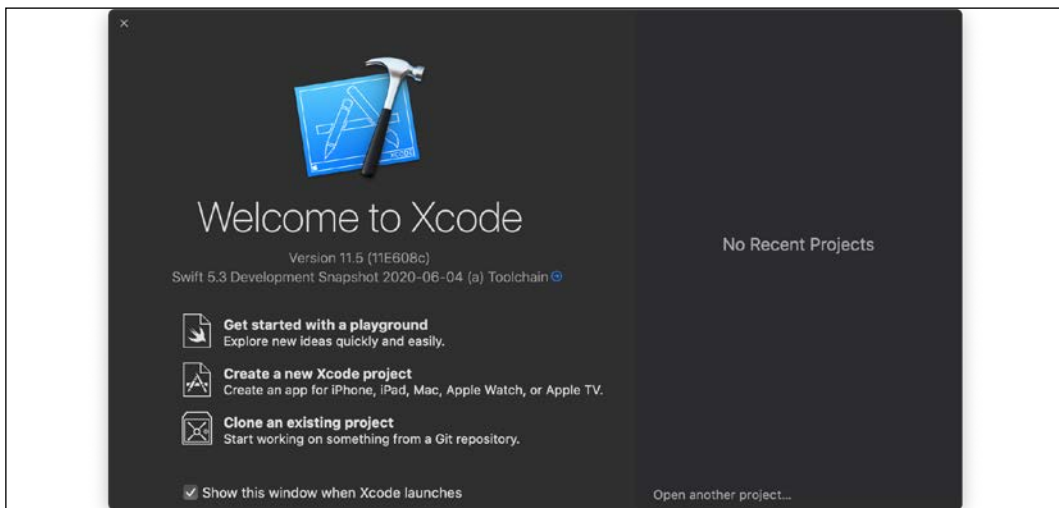 XCODE
Welcome to Xcode
Version 11.5 (11E608c)
Swift 5.3 Development Snapshot 2020-06-04 (a) Toolchain
Get started with a playground
Explore new ideas quickly and easily.
Create a new Xcode project
Create an app for iPhone, iPad, Mac, Apple Watch, or Apple TV.
Clone an existing project
Start working on something from a Git repository.
Show this window when Xcode launches
No Recent Projects
Open another project...